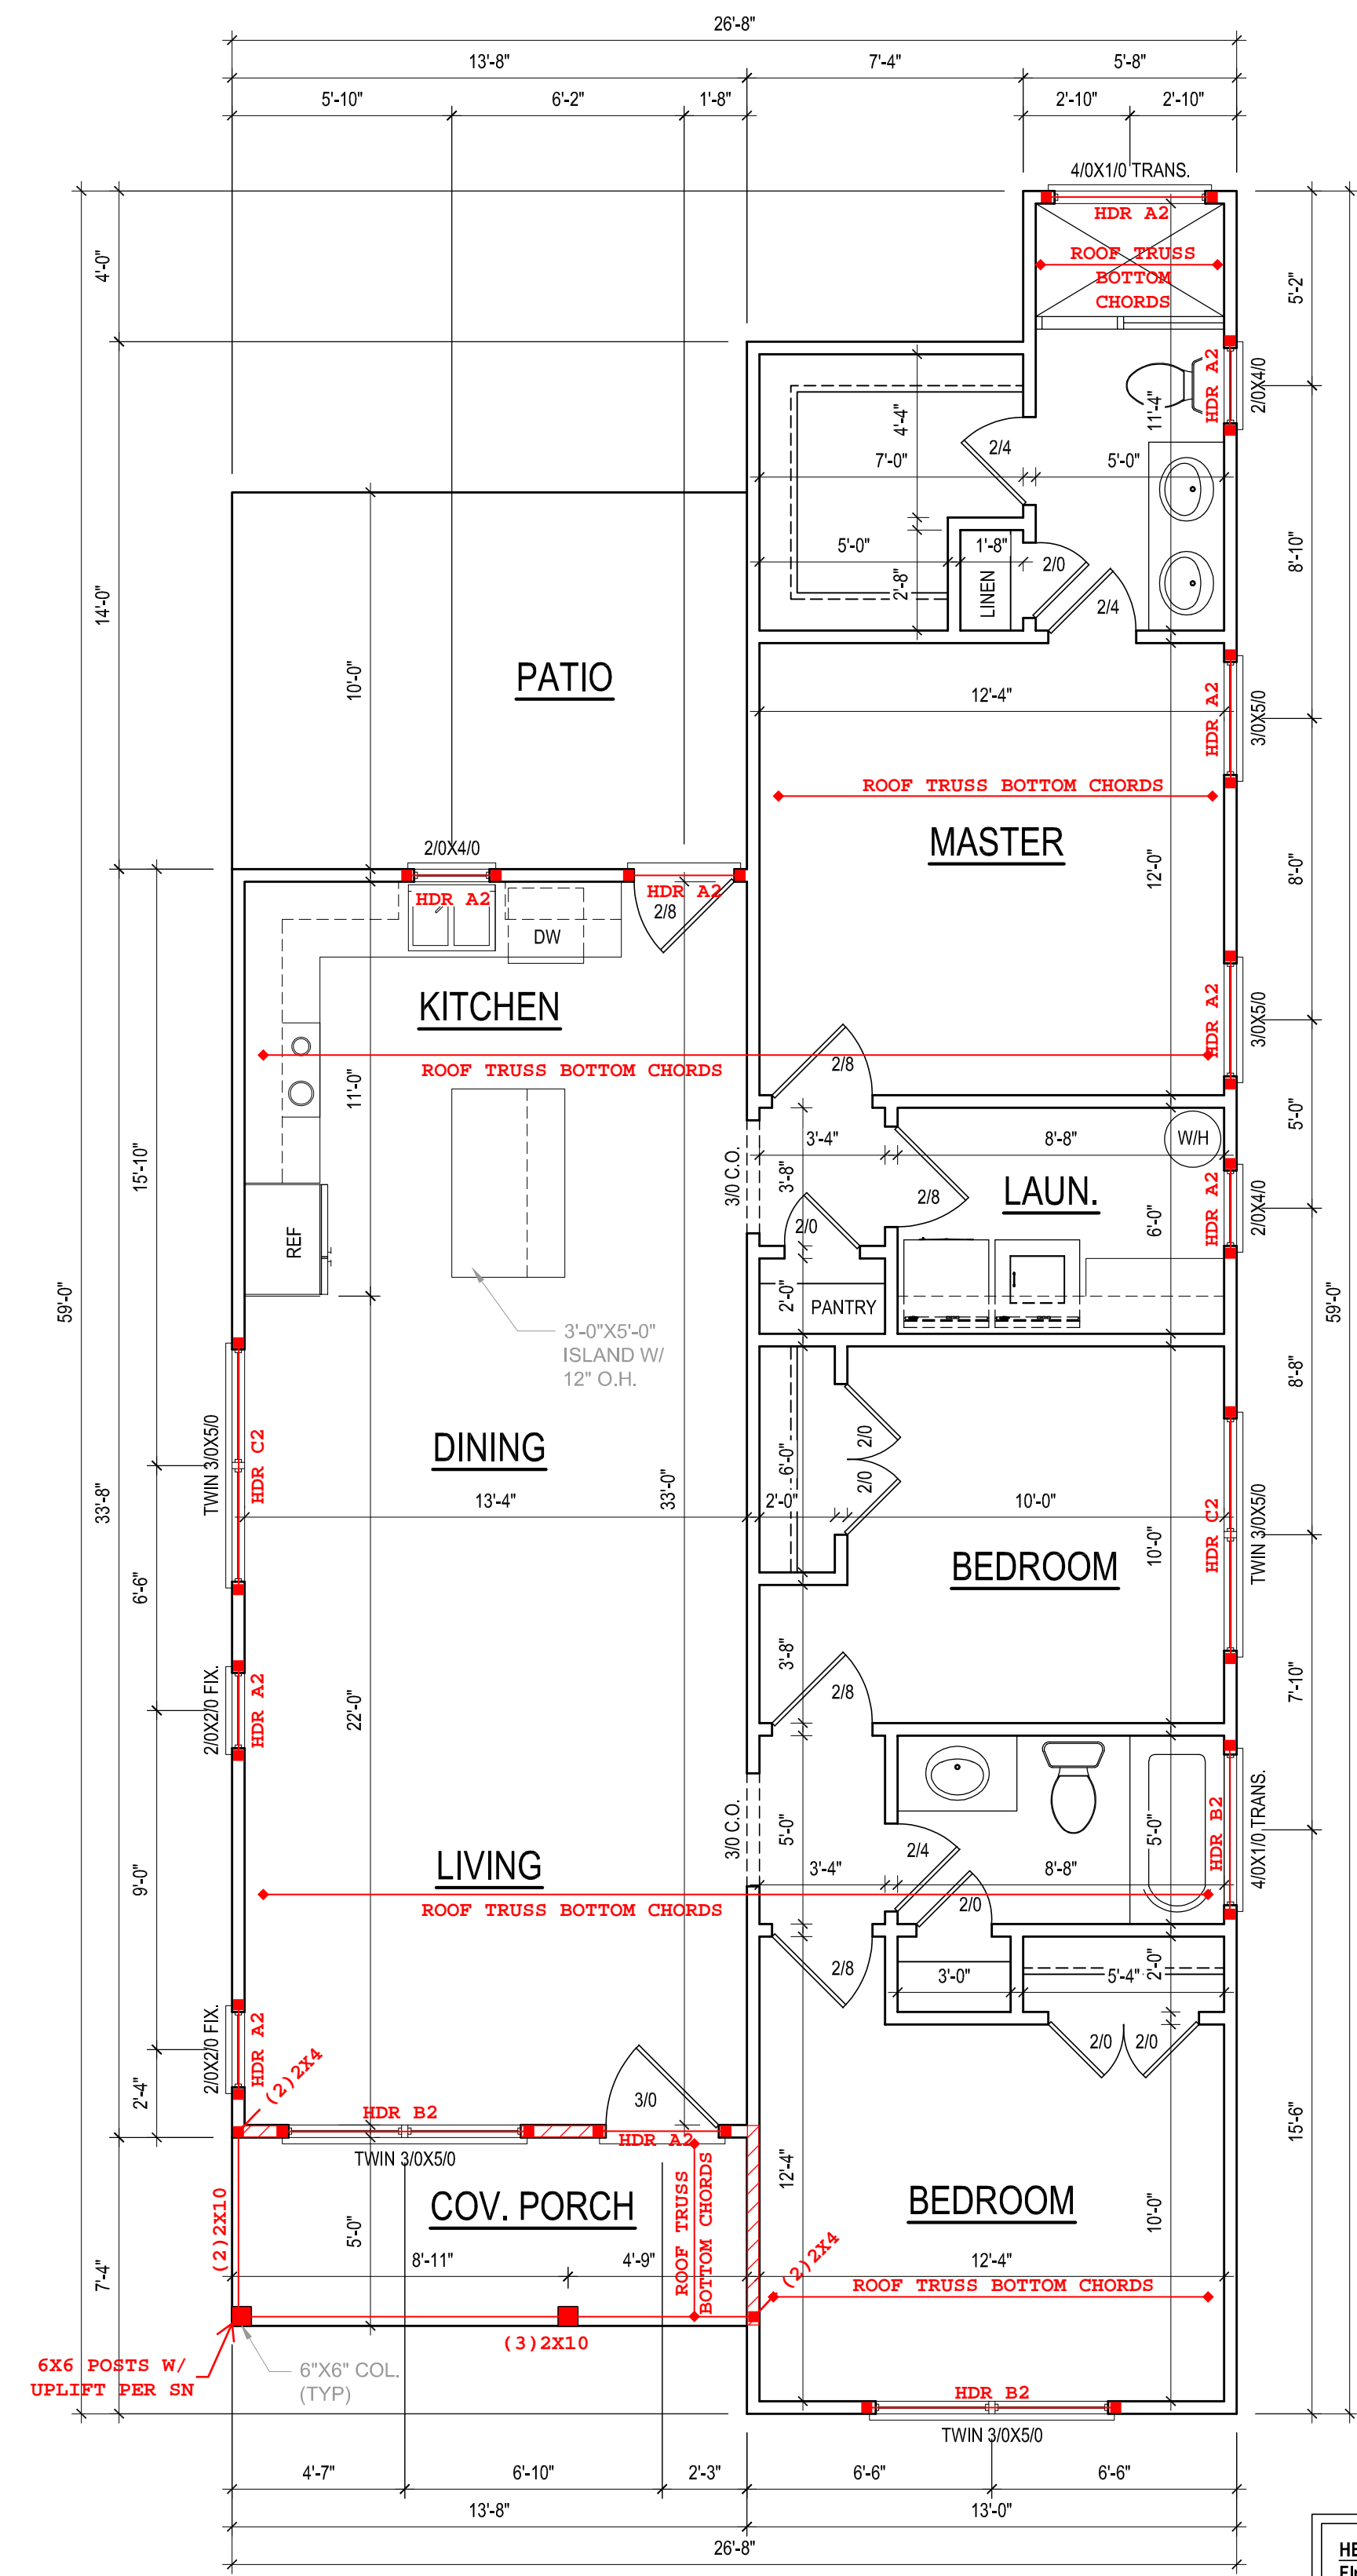 26'-8"
13'-8"
7'-4"
5'-8"
5'-10"
6'-2"
1'-8"
2'-10"
2'-10"
4/0X1/0 TRANS.
HDR A2
ROOF TRUSS
BOTTOM
CHORDS
4'-0"
5'-2"
HDR A2
2/0X4/0
11'-4"
4'-4"
2/4
7'-0"
5'-0"
14'-0"
5'-0"
1'-8"
2/0
2'-8"
LINEN
2/4
8'-10"
PATIO
10'-0"
12'-4"
HDR A2
3/0X5/0
ROOF TRUSS BOTTOM CHORDS
MASTER
12'-0"
8'-0"
2/0X4/0
HDR A2
HDR A2
2/8
DW
KITCHEN
HDR A2
3/0X5/0
ROOF TRUSS BOTTOM CHORDS
2/8
11'-0"
5'-0"
15'-10"
3/0 C.O.
3'-4"
3'-8"
8'-8"
W/H
2/8
LAUN.
HDR A2
2/0X4/0
6'-0"
REF
2/0
2'-0"
PANTRY
59'-0"
59'-0"
3'-0"X5'-0"
ISLAND W/
12" O.H.
8'-8"
TWIN 3/0X5/0
HDR C2
DINING
2/0
2/0
6'-0"
33'-8"
13'-4"
33'-0"
2'-0"
10'-0"
10'-0"
HDR C2
TWIN 3/0X5/0
BEDROOM
6'-6"
3'-8"
2/8
2/0X2/0 FIX.
HDR A2
22'-0"
7'-10"
3/0 C.O.
5'-0"
2/4
5'-0"
HDR B2
4/0X1/0 TRANS.
LIVING
3'-4"
8'-8"
9'-0"
ROOF TRUSS BOTTOM CHORDS
2/0
2/8
3'-0"
5'-4"
2'-0"
2/0X2/0 FIX.
HDR A2
2/0
2/0
2'-4"
(2)2X4
3/0
HDR B2
HDR A2
TWIN 3/0X5/0
15'-6"
(2)2X10
COV. PORCH
5'-0"
ROOF TRUSS
BOTTOM CHORDS
12'-4"
BEDROOM
10'-0"
7'-4"
8'-11"
4'-9"
(2)2X4
12'-4"
ROOF TRUSS BOTTOM CHORDS
(3)2X10
6X6 POSTS W/
UPLIFT PER SN
6"X6" COL.
(TYP)
HDR B2
TWIN 3/0X5/0
4'-7"
6'-10"
2'-3"
6'-6"
6'-6"
13'-8"
13'-0"
26'-8"